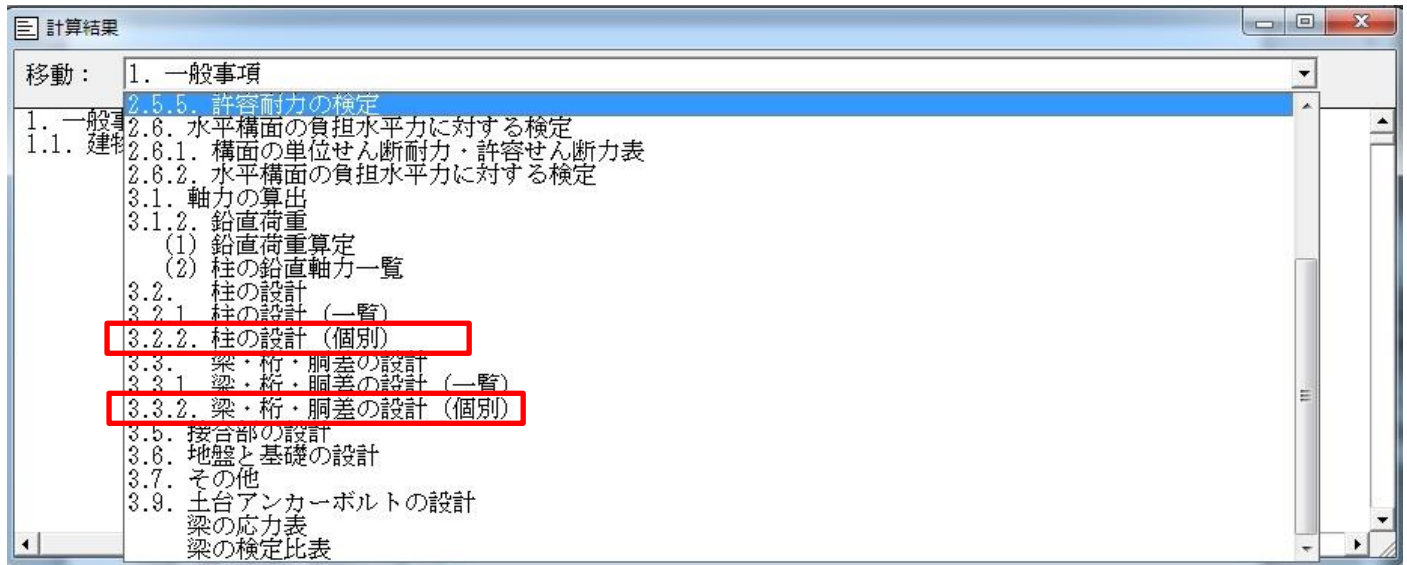 計算結果
移動: 1. 一般事項
2.5.5. 許容耐力の検定
1. 一般事
2.6. 水平構面の負担水平力に対する検定
1.1. 建物
2.6.1. 構面の単位せん断耐力・許容せん断力表
2.6.2. 水平構面の負担水平力に対する検定
3.1. 軸力の算出
3.1.2. 鉛直荷重
(1) 鉛直荷重算定
(2) 柱の鉛直軸力一覧
3.2. 柱の設計
3.2.1. 柱の設計 (一覧)
3.2.2. 柱の設計 (個別)
3.3. 梁・桁・胴差の設計
3.3.1. 梁・桁・胴差の設計 (一覧)
3.3.2. 梁・桁・胴差の設計 (個別)
3.5. 接合部の設計
3.6. 地盤と基礎の設計
3.7. その他
3.9. 土台アンカーボルトの設計
梁の応力表
梁の検定比表